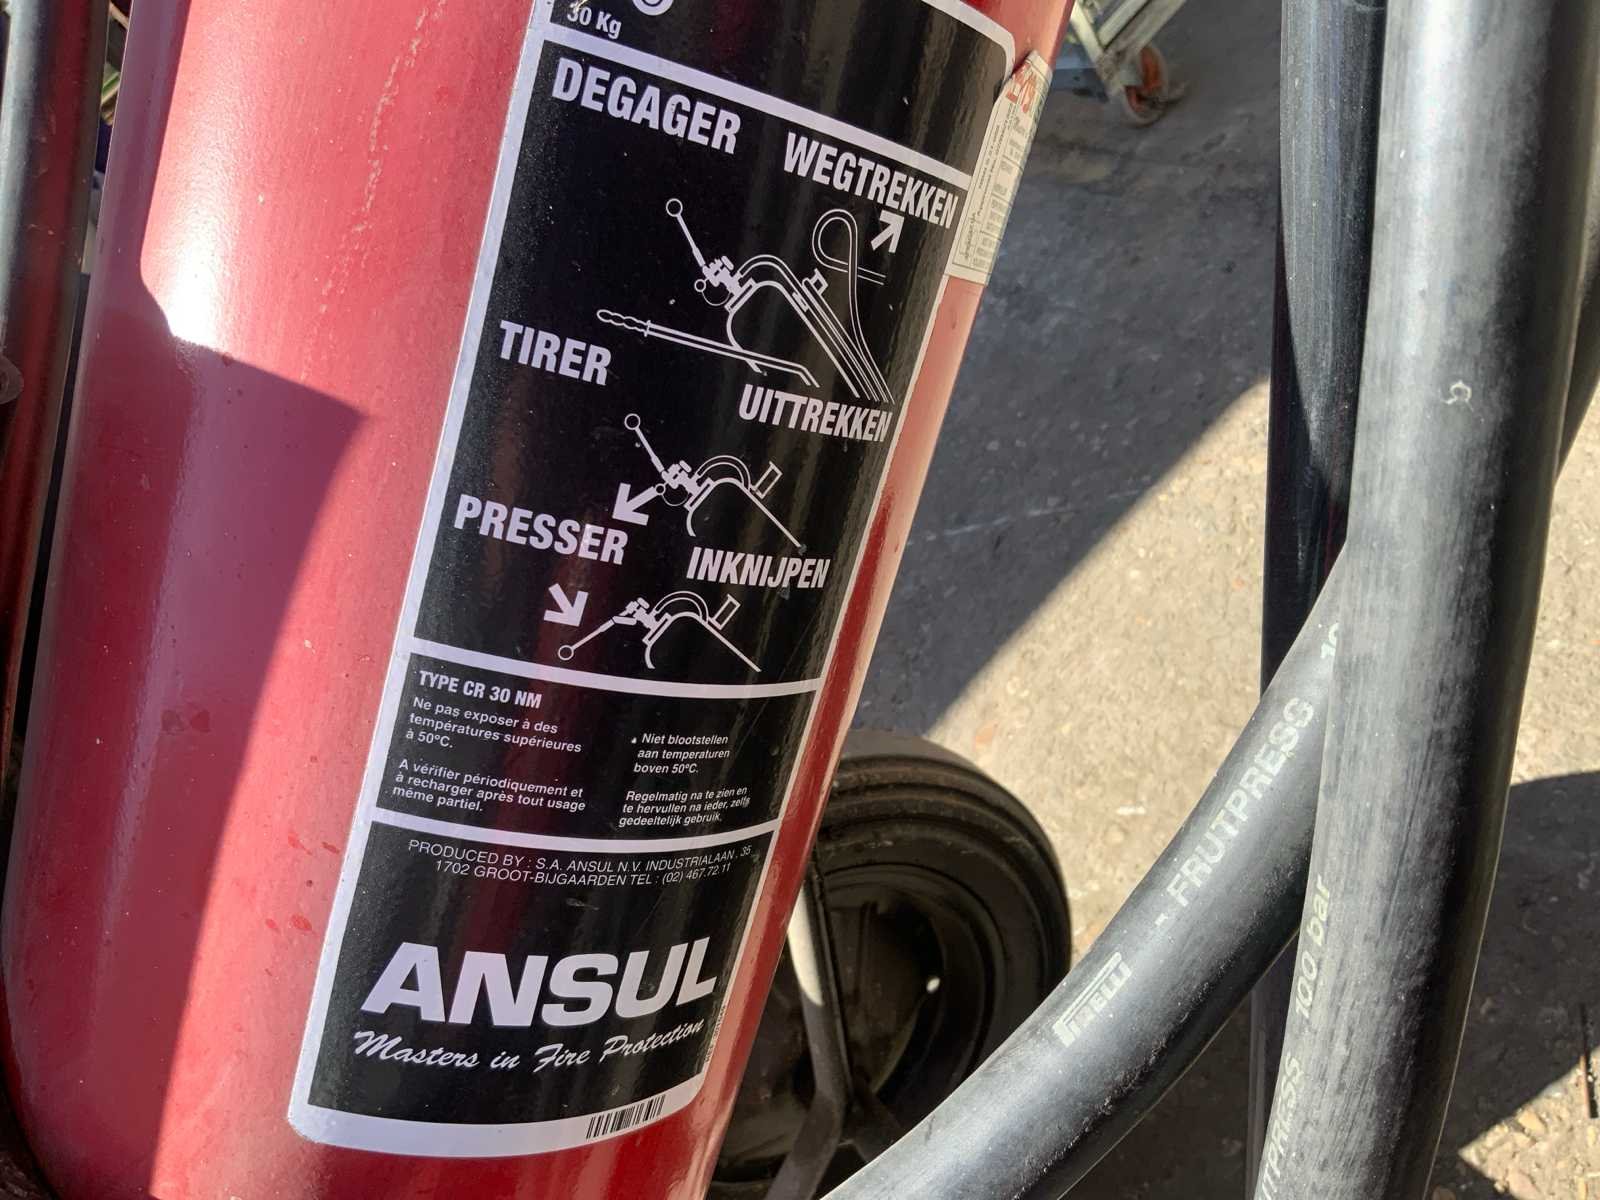 30 Kg
DEGAGER
WEGTREKKEN
TIRER
UITTREKKEN
PRESSER
INKNIJPEN
TYPE CR 30 NM
Ne pas exposer à des
températures supérieures
à 50°C.
A vérifier périodiquement et
à recharger après tout usage
même partiel.
Niet blootstellen
aan temperaturen
boven 50°C.
Regelmatig na te zien en
te hervullen na ieder, zelfs
gedeeltelijk gebruik.
PRODUCED BY : S.A. ANSUL N.V. INDUSTRIALAAN . 35
1702 GROOT-BIJGAARDEN TEL : (02) 467.72.11
ANSUL
Masters in Fire Protection
PIRELLI - FRUTPRESS
100 bar